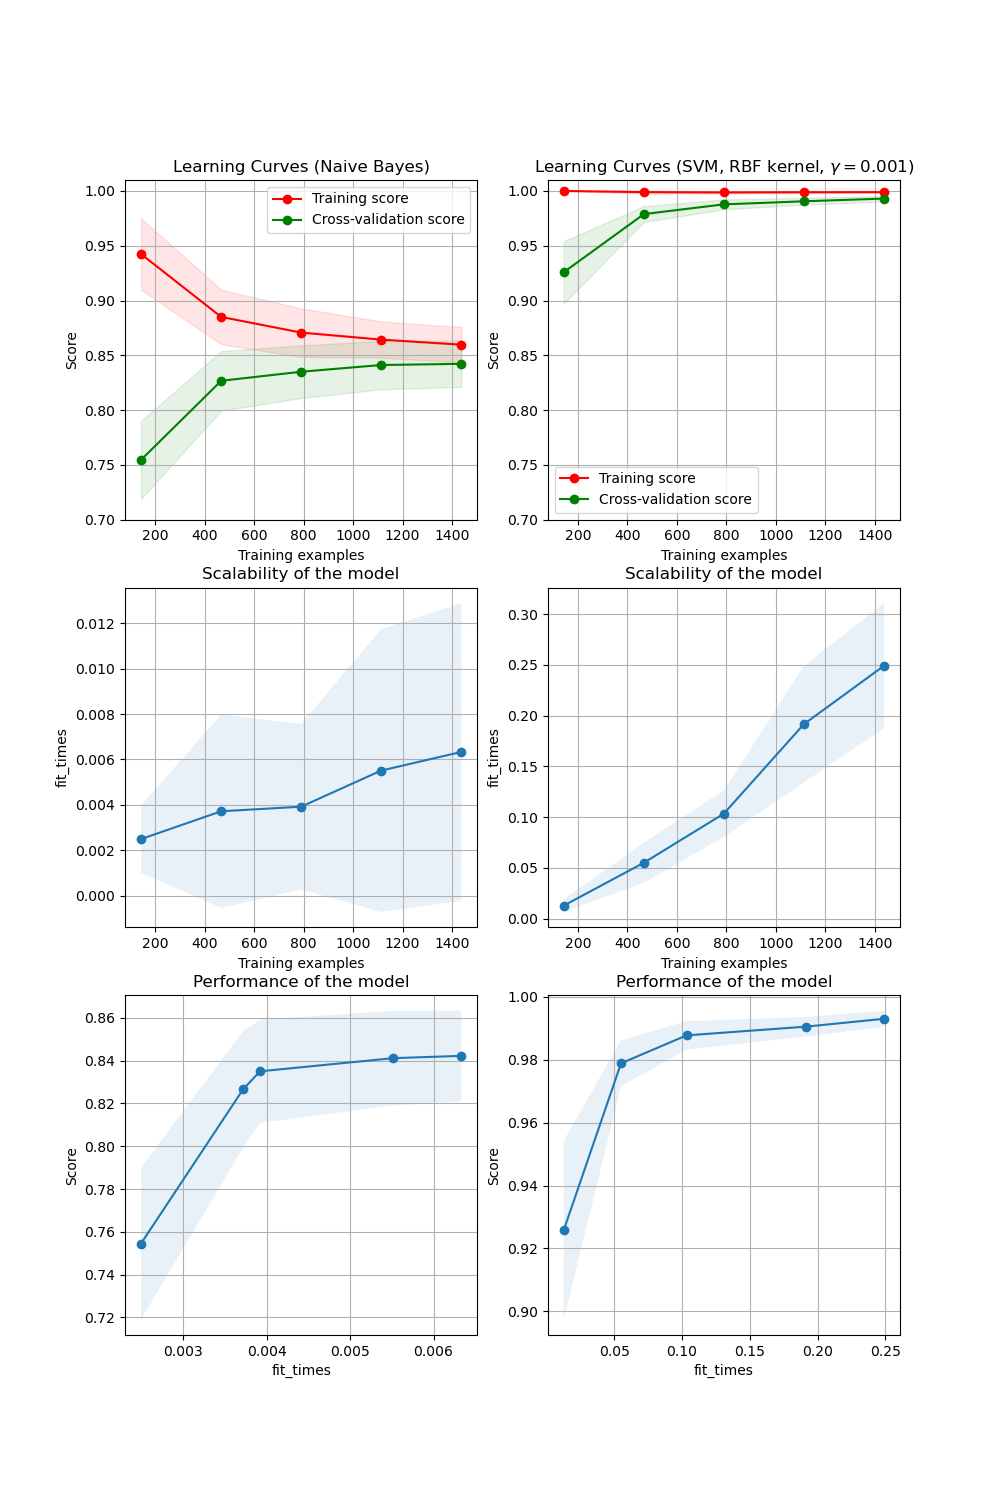 Learning Curves (Naive Bayes)
1.00
0.95
0.90
0.85
0.80
0.75
0.70
Score
Training score
Cross-validation score
200 400 600 800 1000 1200 1400
Training examples
Learning Curves (SVM, RBF kernel, γ = 0.001)
1.00
0.95
0.90
0.85
0.80
0.75
0.70
Score
Training score
Cross-validation score
200 400 600 800 1000 1200 1400
Training examples
Scalability of the model
0.012
0.010
0.008
0.006
0.004
0.002
0.000
fit_times
200 400 600 800 1000 1200 1400
Training examples
Scalability of the model
0.30
0.25
0.20
0.15
0.10
0.05
0.00
fit_times
200 400 600 800 1000 1200 1400
Training examples
Performance of the model
0.86
0.84
0.82
0.80
0.78
0.76
0.74
0.72
Score
0.003 0.004 0.005 0.006
fit_times
Performance of the model
1.00
0.98
0.96
0.94
0.92
0.90
Score
0.05 0.10 0.15 0.20 0.25
fit_times